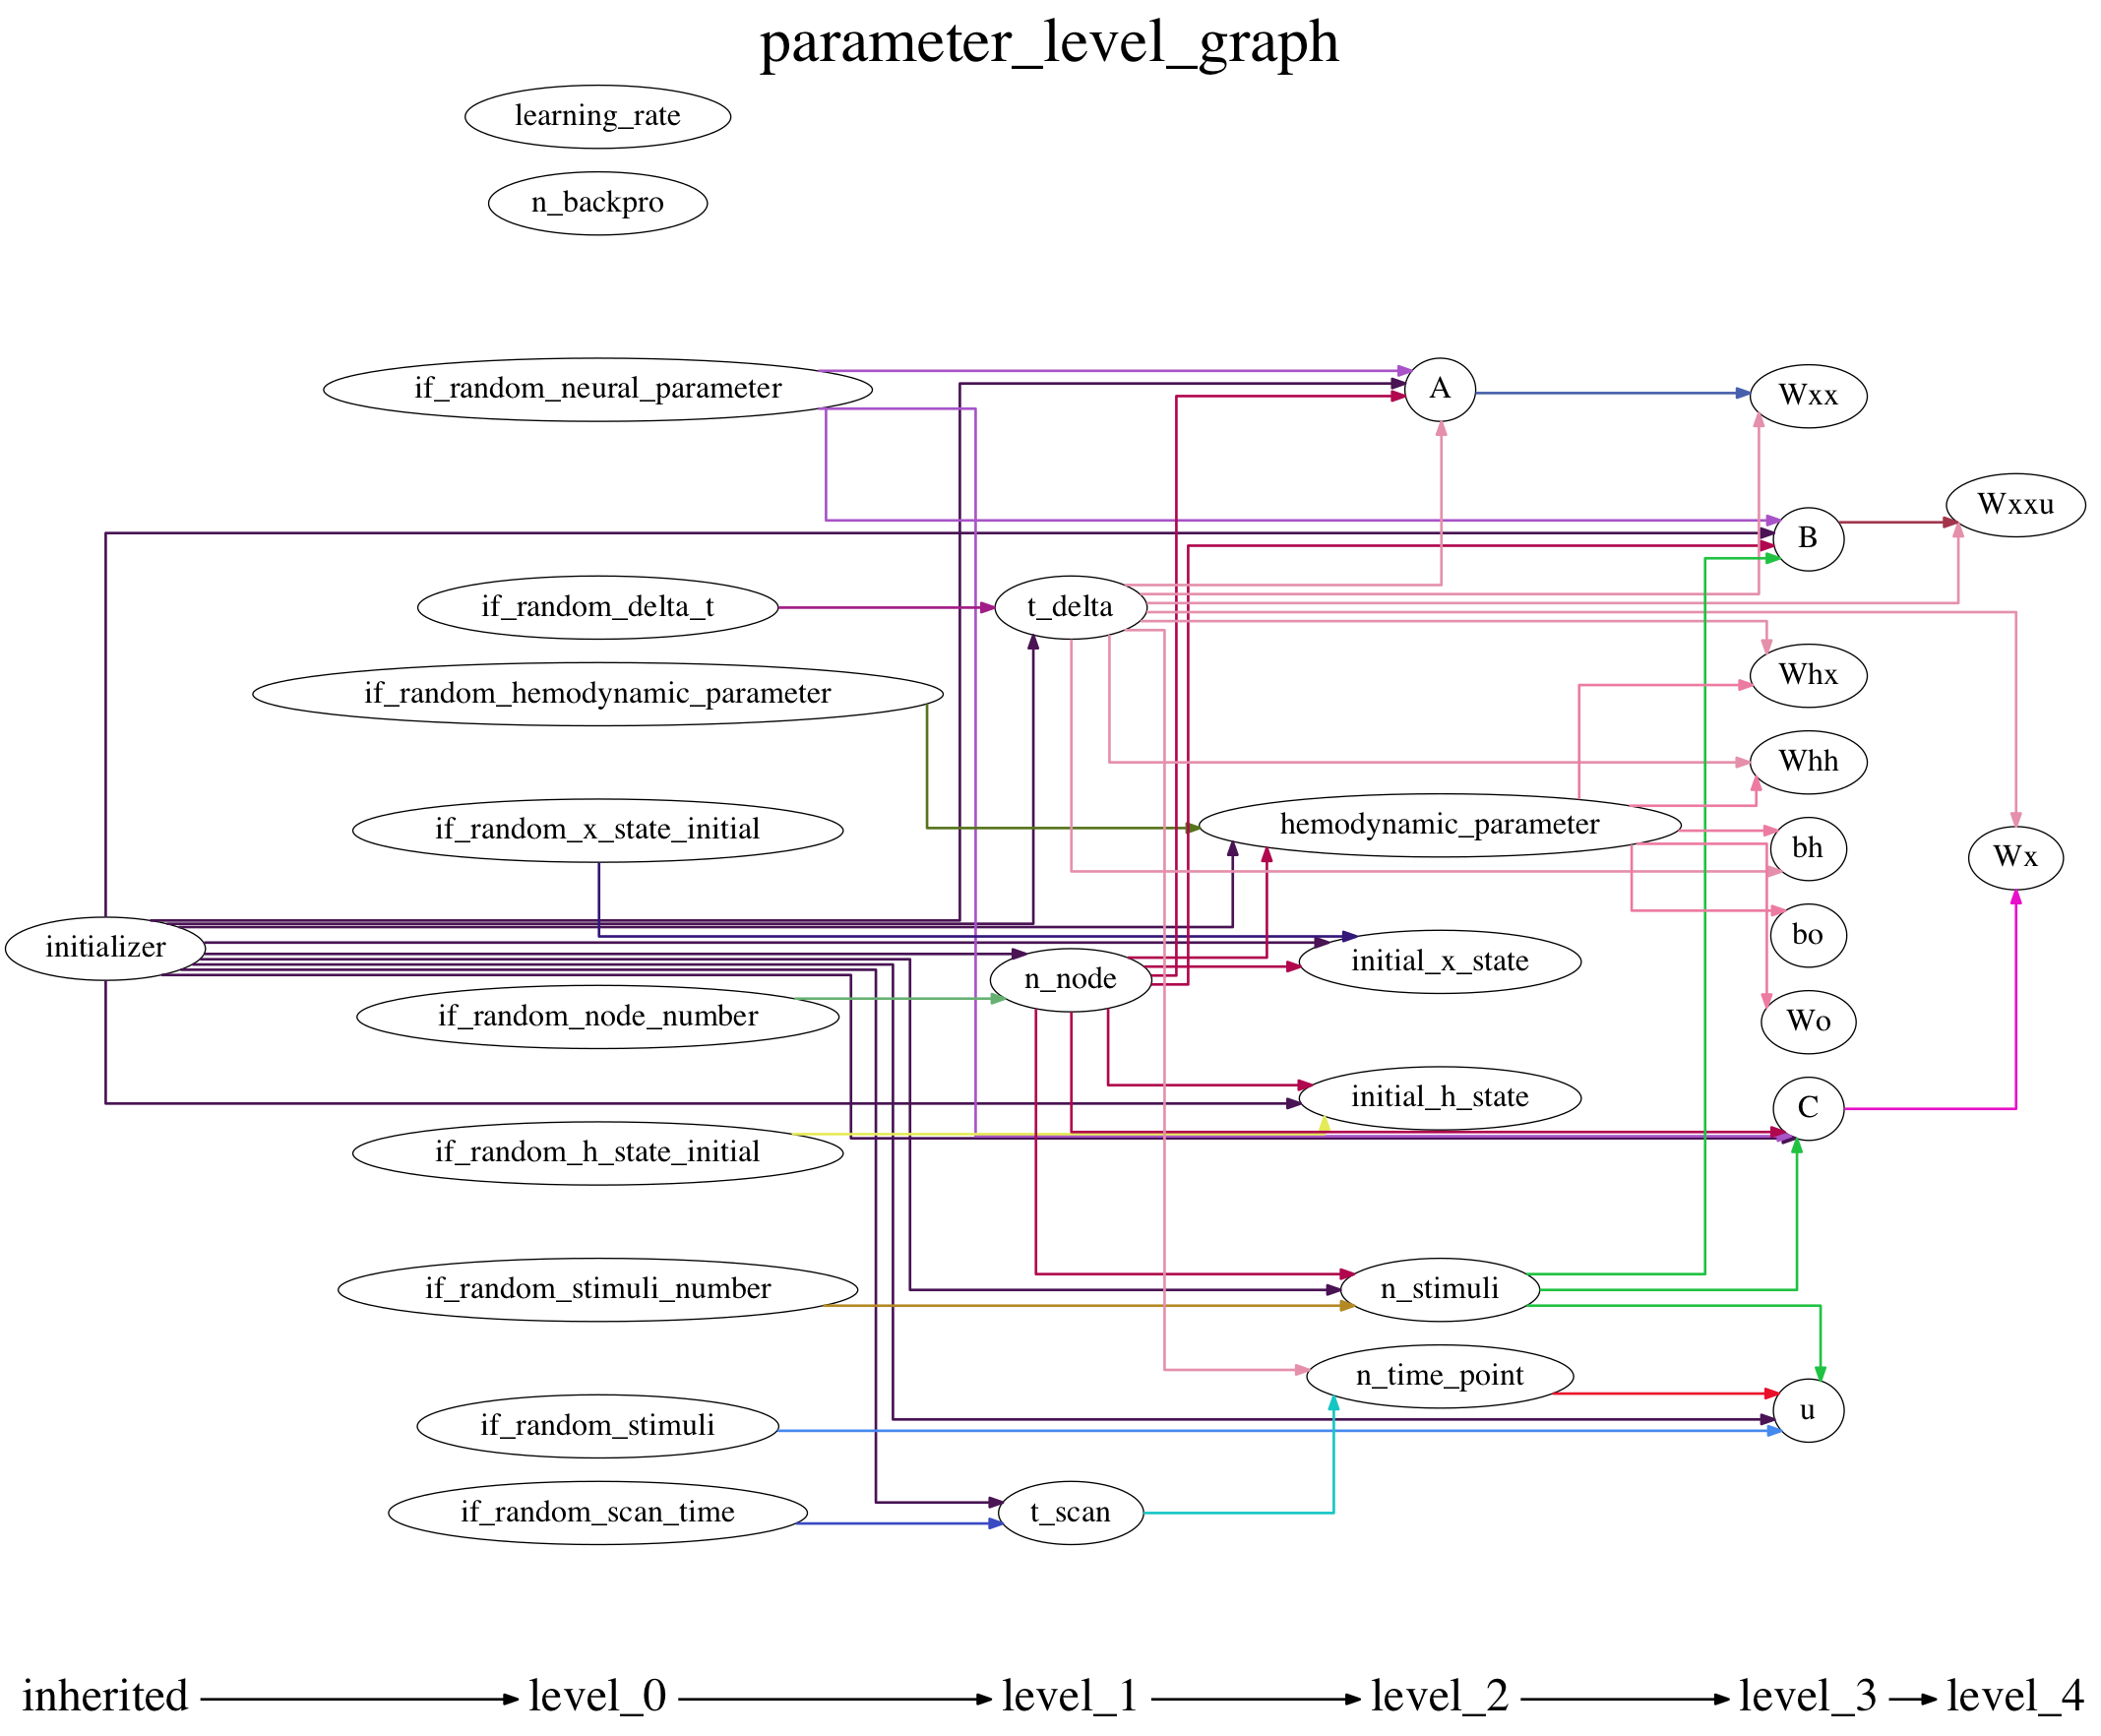 parameter_level_graph
learning_rate
n_backpro
if_random_neural_parameter
A
Wxx
Wxxu
B
if_random_delta_t
t_delta
if_random_hemodynamic_parameter
Whx
Whh
if_random_x_state_initial
hemodynamic_parameter
bh
Wx
initializer
bo
n_node
initial_x_state
if_random_node_number
Wo
initial_h_state
C
if_random_h_state_initial
if_random_stimuli_number
n_stimuli
n_time_point
if_random_stimuli
u
if_random_scan_time
t_scan
inherited level_0 level_1 level_2 level_3 level_4